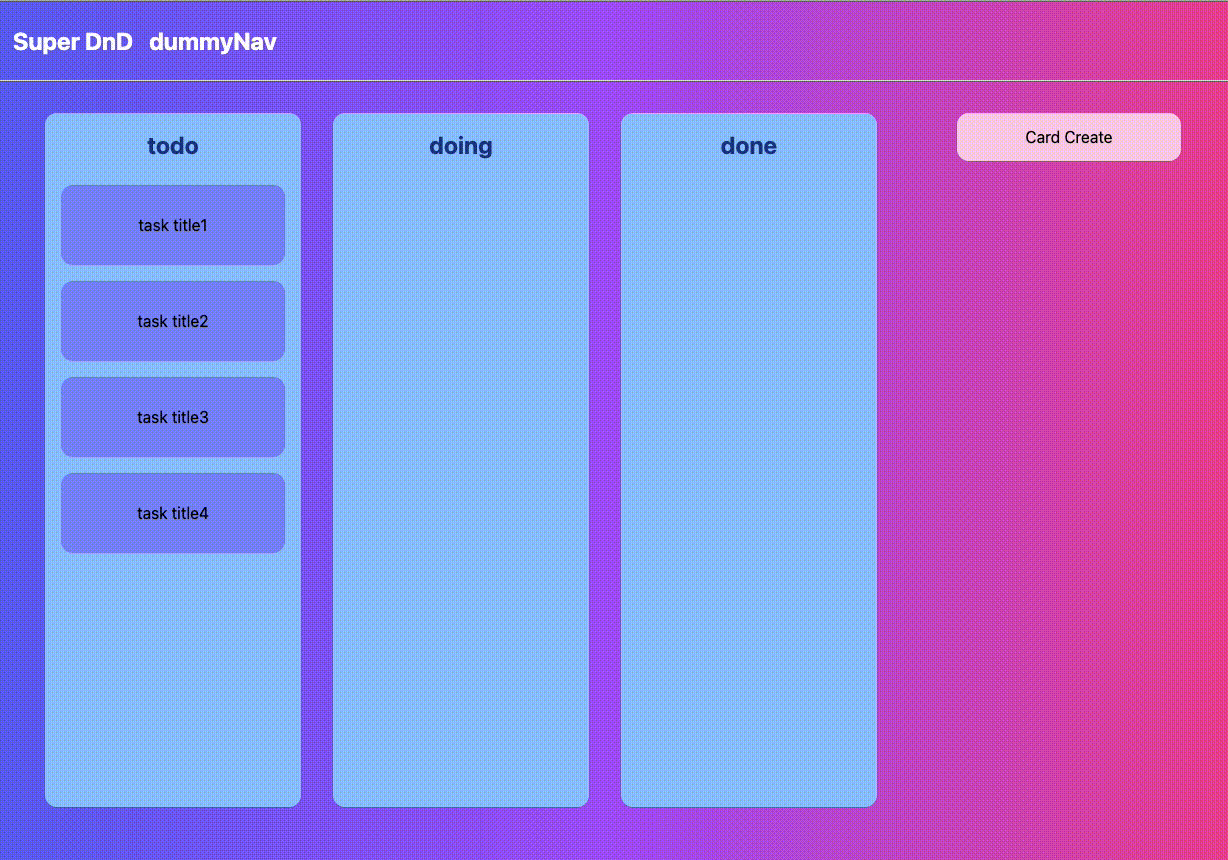 Super DnD dummyNav
todo
task title1
task title2
task title3
task title4
doing
done
Card Create